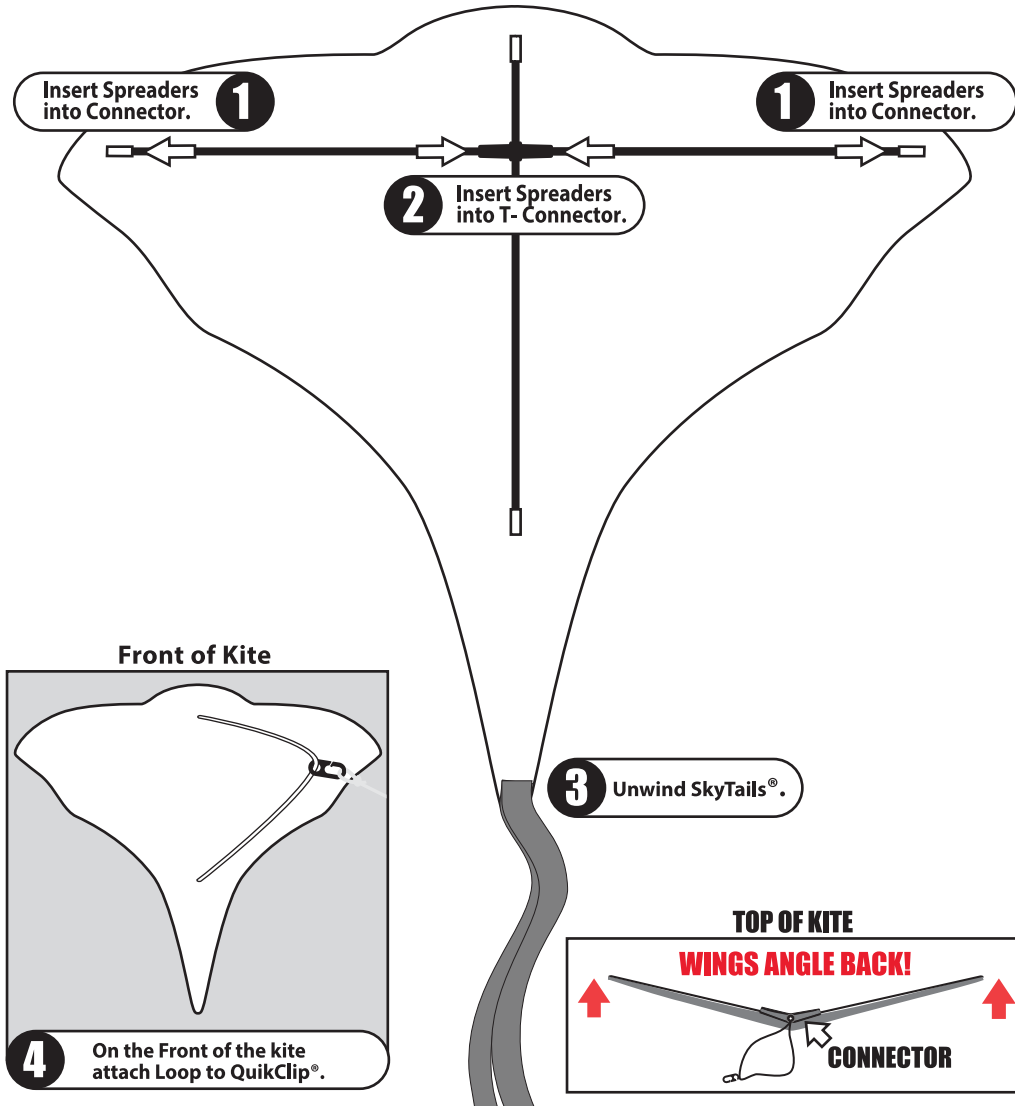 Insert Spreaders
into Connector.
1
1
Insert Spreaders
into Connector.
2
Insert Spreaders
into T- Connector.
Front of Kite
3
Unwind SkyTails®.
4
On the Front of the kite
attach Loop to QuikClip®.
TOP OF KITE
WINGS ANGLE BACK!
CONNECTOR